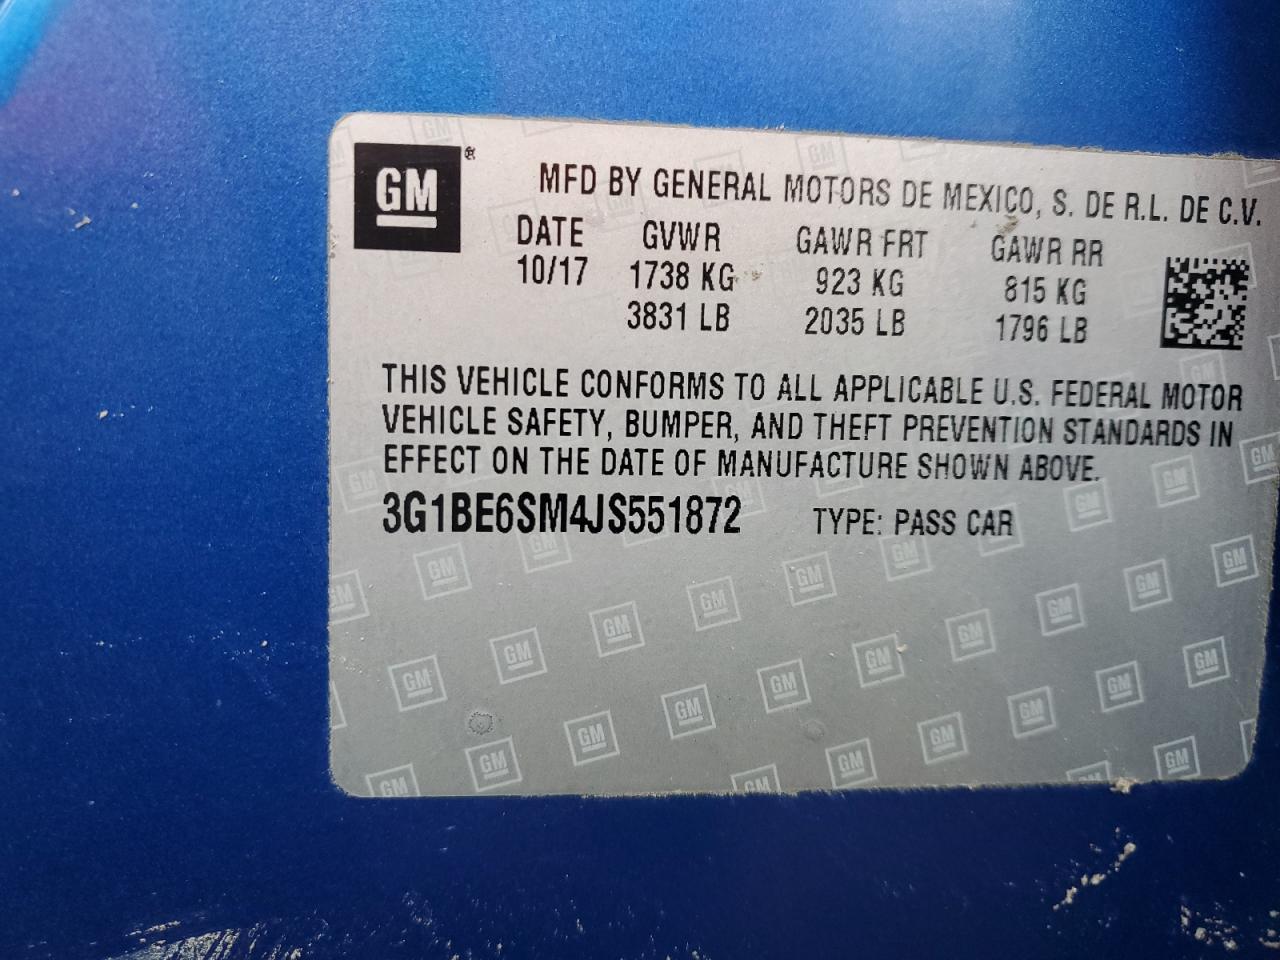 GM®
MFD BY GENERAL MOTORS DE MEXICO, S. DE R.L. DE C.V.
DATE GVWR GAWR FRT GAWR RR
10/17 1738 KG 923 KG 815 KG
3831 LB 2035 LB 1796 LB
THIS VEHICLE CONFORMS TO ALL APPLICABLE U.S. FEDERAL MOTOR
VEHICLE SAFETY, BUMPER, AND THEFT PREVENTION STANDARDS IN
EFFECT ON THE DATE OF MANUFACTURE SHOWN ABOVE.
3G1BE6SM4JS551872 TYPE: PASS CAR